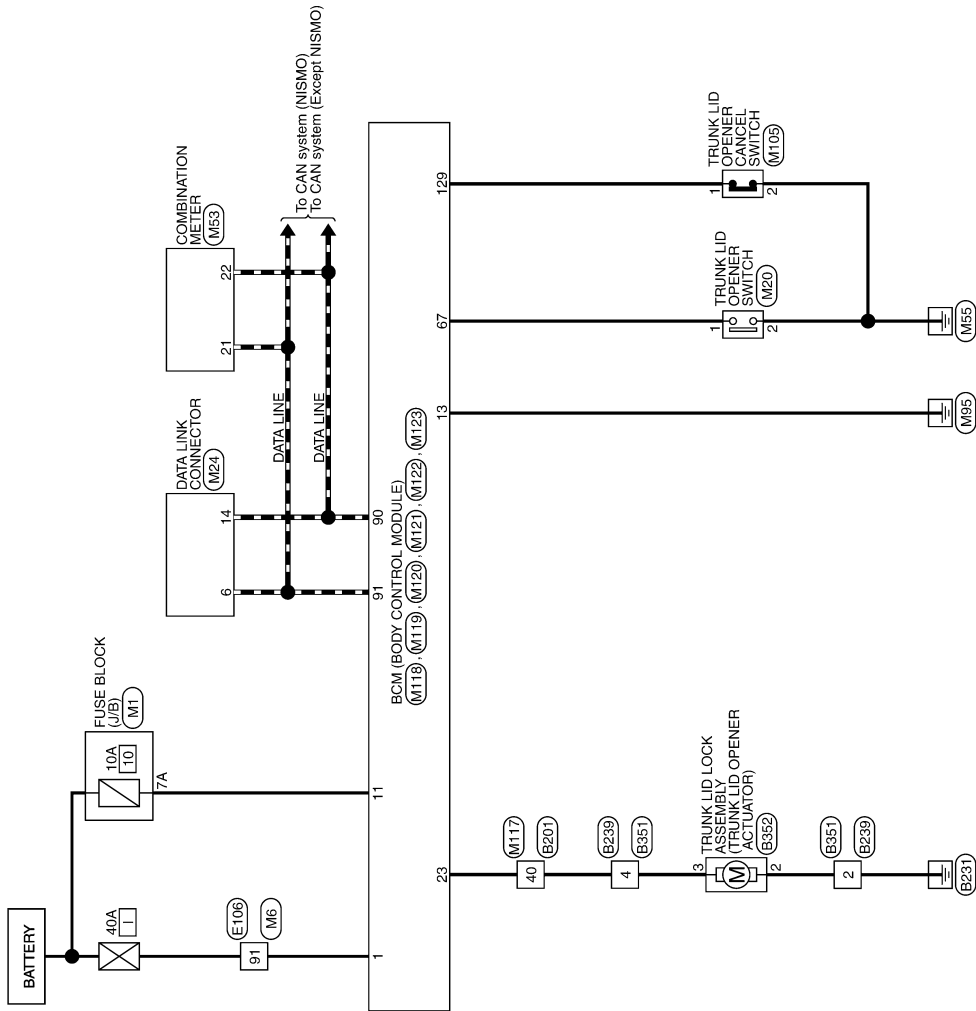 BATTERY
40A
I
E106
91
M6
1
FUSE BLOCK
(J/B)
M1
10A
10
7A
11
DATA LINK
CONNECTOR
M24
6
14
91
90
COMBINATION
METER
M53
21
22
DATA LINE
DATA LINE
To CAN system (NISMO)
To CAN system (Except NISMO)
BCM (BODY CONTROL MODULE)
M118 , M119 , M120 , M121 , M122 , M123
23
13
67
129
M117
40
B201
B239
4
B351
TRUNK LID LOCK
ASSEMBLY
(TRUNK LID OPENER
ACTUATOR)
B352
3
M
2
B351
2
B239
B231
M95
TRUNK LID
OPENER
SWITCH
M20
1
2
TRUNK LID
OPENER
CANCEL
SWITCH
M105
1
2
M55